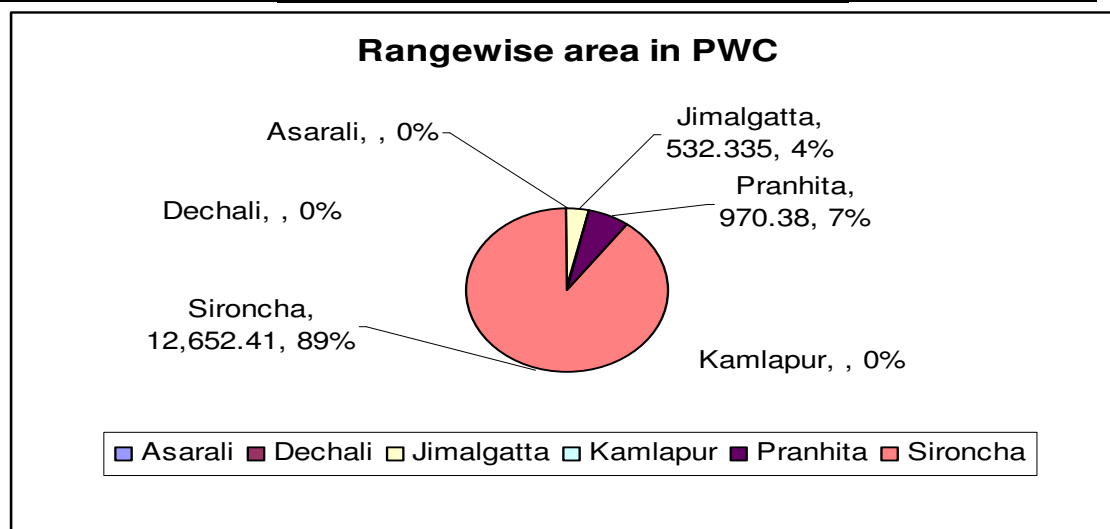 Rangewise area in PWC
Asarali, , 0%
Jimalgatta,
532.335, 4%
Pranhita,
970.38, 7%
Dechali, , 0%
Sironcha,
12,652.41, 89%
Kamlapur, , 0%
Asarali Dechali Jimalgatta Kamlapur Pranhita Sironcha